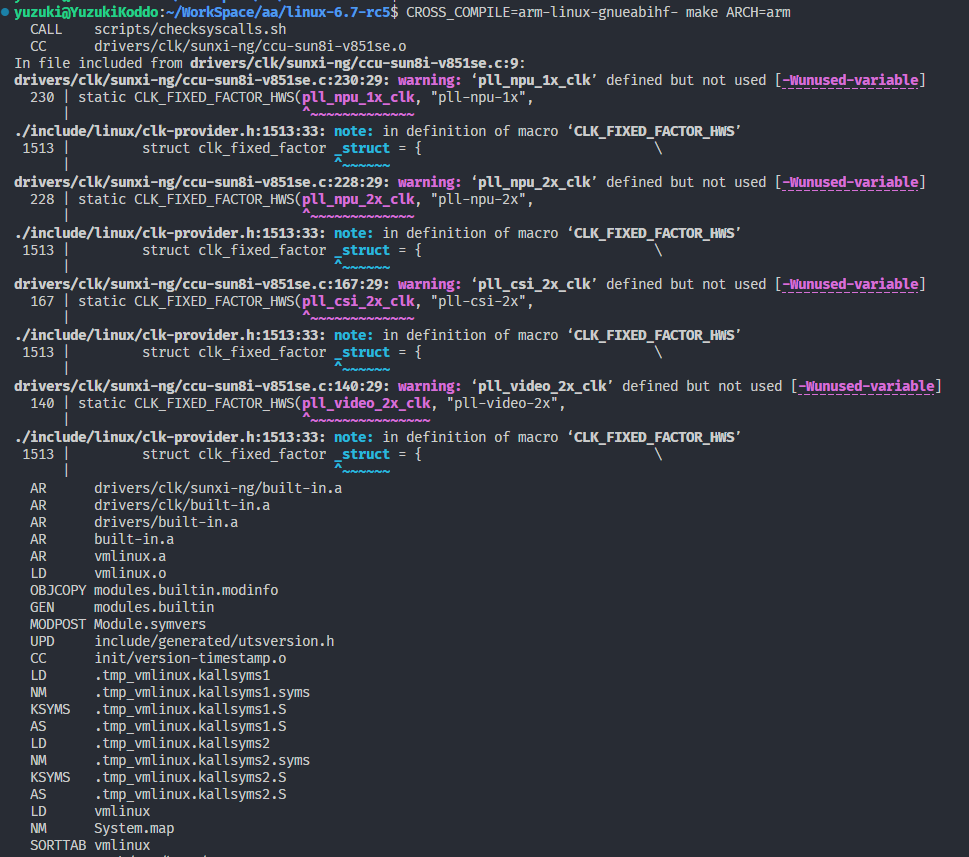 yuzuki@YuzukiKoddo:~/WorkSpace/aa/linux-6.7-rc5$ CROSS_COMPILE=arm-linux-gnueabihf- make ARCH=arm
  CALL    scripts/checksyscalls.sh
  CC      drivers/clk/sunxi-ng/ccu-sun8i-v851se.o
In file included from drivers/clk/sunxi-ng/ccu-sun8i-v851se.c:9:
drivers/clk/sunxi-ng/ccu-sun8i-v851se.c:230:29: warning: ‘pll_npu_1x_clk’ defined but not used [-Wunused-variable]
  230 | static CLK_FIXED_FACTOR_HWS(pll_npu_1x_clk, "pll-npu-1x",
      |                             ^~~~~~~~~~~~~~
./include/linux/clk-provider.h:1513:33: note: in definition of macro ‘CLK_FIXED_FACTOR_HWS’
 1513 |         struct clk_fixed_factor _struct = {                             \
      |                                 ^~~~~~~
drivers/clk/sunxi-ng/ccu-sun8i-v851se.c:228:29: warning: ‘pll_npu_2x_clk’ defined but not used [-Wunused-variable]
  228 | static CLK_FIXED_FACTOR_HWS(pll_npu_2x_clk, "pll-npu-2x",
      |                             ^~~~~~~~~~~~~~
./include/linux/clk-provider.h:1513:33: note: in definition of macro ‘CLK_FIXED_FACTOR_HWS’
 1513 |         struct clk_fixed_factor _struct = {                             \
      |                                 ^~~~~~~
drivers/clk/sunxi-ng/ccu-sun8i-v851se.c:167:29: warning: ‘pll_csi_2x_clk’ defined but not used [-Wunused-variable]
  167 | static CLK_FIXED_FACTOR_HWS(pll_csi_2x_clk, "pll-csi-2x",
      |                             ^~~~~~~~~~~~~~
./include/linux/clk-provider.h:1513:33: note: in definition of macro ‘CLK_FIXED_FACTOR_HWS’
 1513 |         struct clk_fixed_factor _struct = {                             \
      |                                 ^~~~~~~
drivers/clk/sunxi-ng/ccu-sun8i-v851se.c:140:29: warning: ‘pll_video_2x_clk’ defined but not used [-Wunused-variable]
  140 | static CLK_FIXED_FACTOR_HWS(pll_video_2x_clk, "pll-video-2x",
      |                             ^~~~~~~~~~~~~~~~
./include/linux/clk-provider.h:1513:33: note: in definition of macro ‘CLK_FIXED_FACTOR_HWS’
 1513 |         struct clk_fixed_factor _struct = {                             \
      |                                 ^~~~~~~
  AR      drivers/clk/sunxi-ng/built-in.a
  AR      drivers/clk/built-in.a
  AR      drivers/built-in.a
  AR      built-in.a
  AR      vmlinux.a
  LD      vmlinux.o
  OBJCOPY modules.builtin.modinfo
  GEN     modules.builtin
  MODPOST Module.symvers
  UPD     include/generated/utsversion.h
  CC      init/version-timestamp.o
  LD      .tmp_vmlinux.kallsyms1
  NM      .tmp_vmlinux.kallsyms1.syms
  KSYMS   .tmp_vmlinux.kallsyms1.S
  AS      .tmp_vmlinux.kallsyms1.S
  LD      .tmp_vmlinux.kallsyms2
  NM      .tmp_vmlinux.kallsyms2.syms
  KSYMS   .tmp_vmlinux.kallsyms2.S
  AS      .tmp_vmlinux.kallsyms2.S
  LD      vmlinux
  NM      System.map
  SORTTAB vmlinux